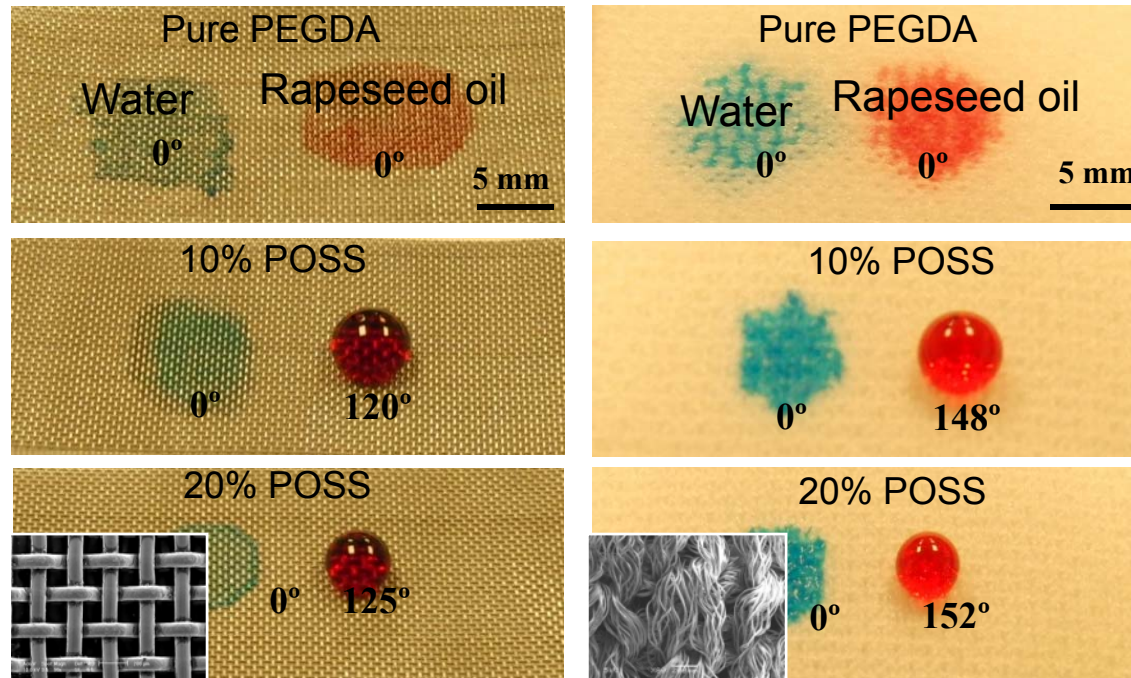 Pure PEGDA
Water
Rapeseed oil
0º
0º
5 mm
Pure PEGDA
Water
Rapeseed oil
0º
0º
5 mm
10% POSS
0º
120º
10% POSS
0º
148º
20% POSS
0º
125º
20% POSS
0º
152º